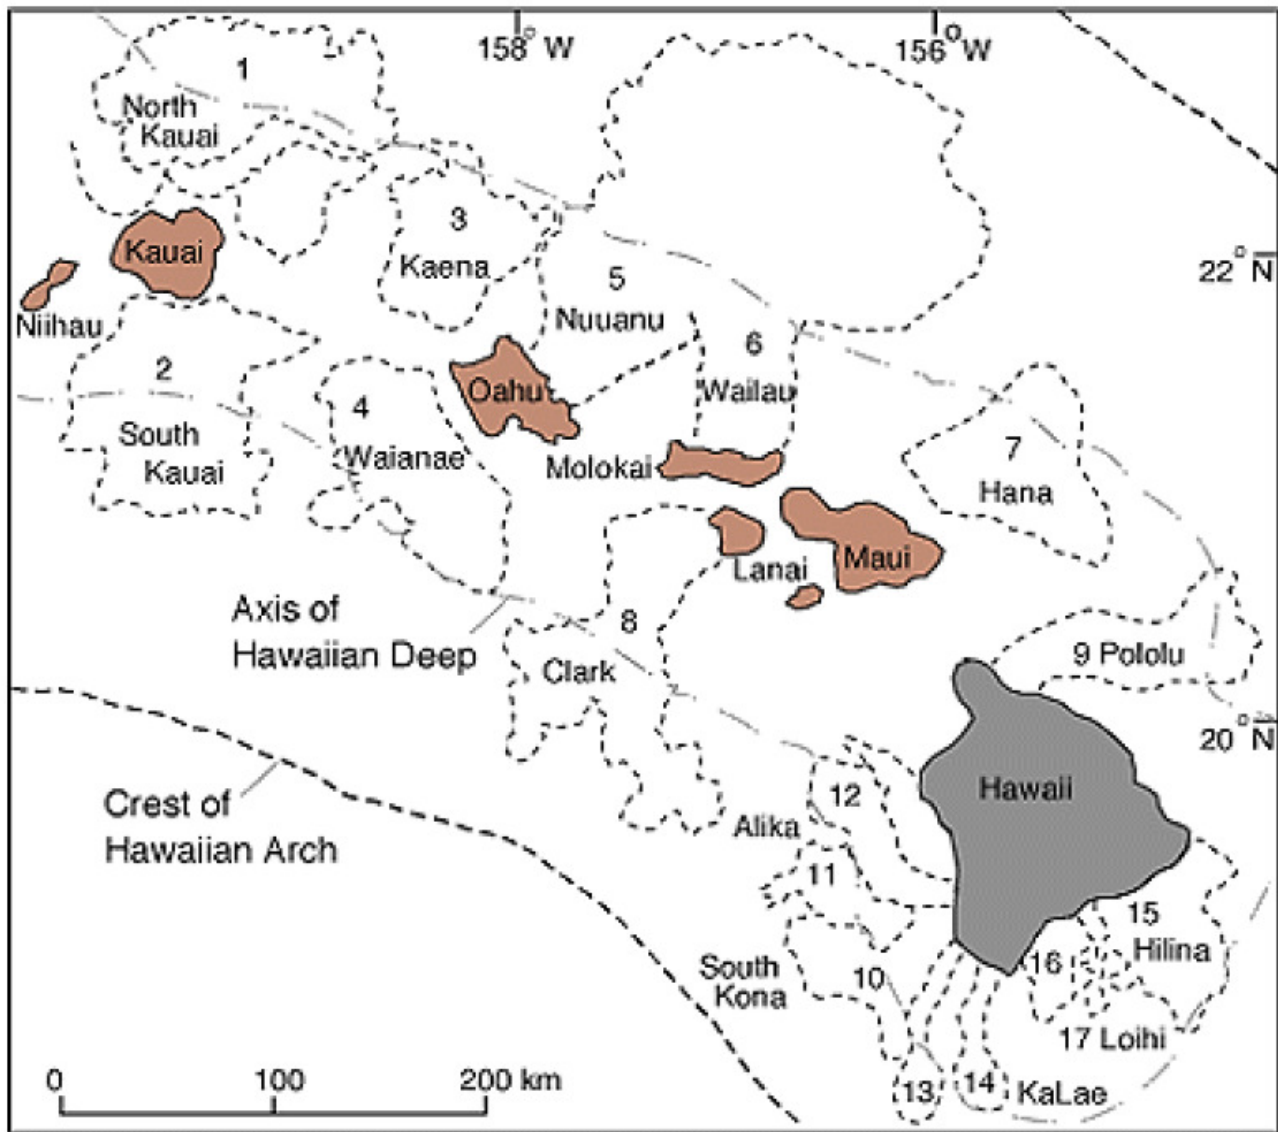 158° W
156° W
1
North
Kauai
3
Kaena
Kauai
22° N
5
Nuuanu
Niihau
2
6
Wailau
Oahu
4
South
Kauai
Waianae
Molokai
7
Hana
Maui
Lanai
Axis of
Hawaiian Deep
8
Clark
9 Pololu
20° N
Hawaii
12
Crest of
Hawaiian Arch
Alika
11
15
Hilina
16
South
Kona
10
17 Loihi
13
14
KaLae
0 100 200 km